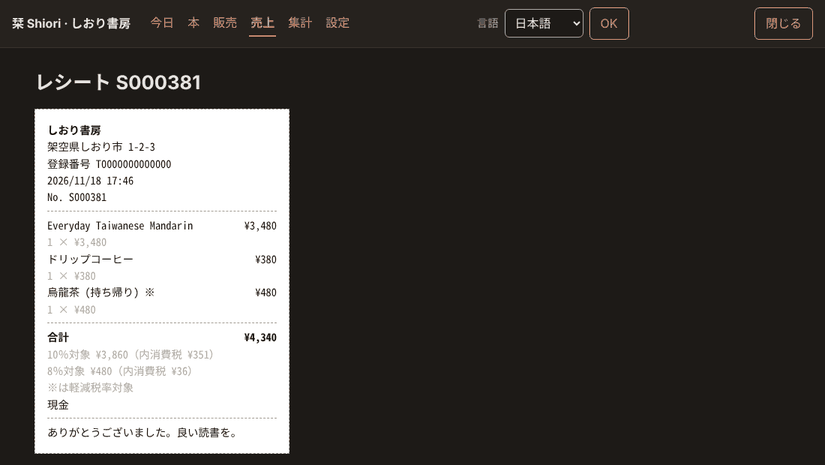 栞 Shiori · しおり書房
今日 本 販売 売上 集計 設定
言語 日本語 OK
閉じる
レシート S000381
しおり書房
架空県しおり市 1-2-3
登録番号 T0000000000000
2026/11/18 17:46
No. S000381
Everyday Taiwanese Mandarin ¥3,480
1 × ¥3,480
ドリップコーヒー ¥380
1 × ¥380
烏龍茶 (持ち帰り) ※ ¥480
1 × ¥480
合計 ¥4,340
10%対象 ¥3,860（内消費税 ¥351）
8%対象 ¥480（内消費税 ¥36）
※は軽減税率対象
現金
ありがとうございました。良い読書を。